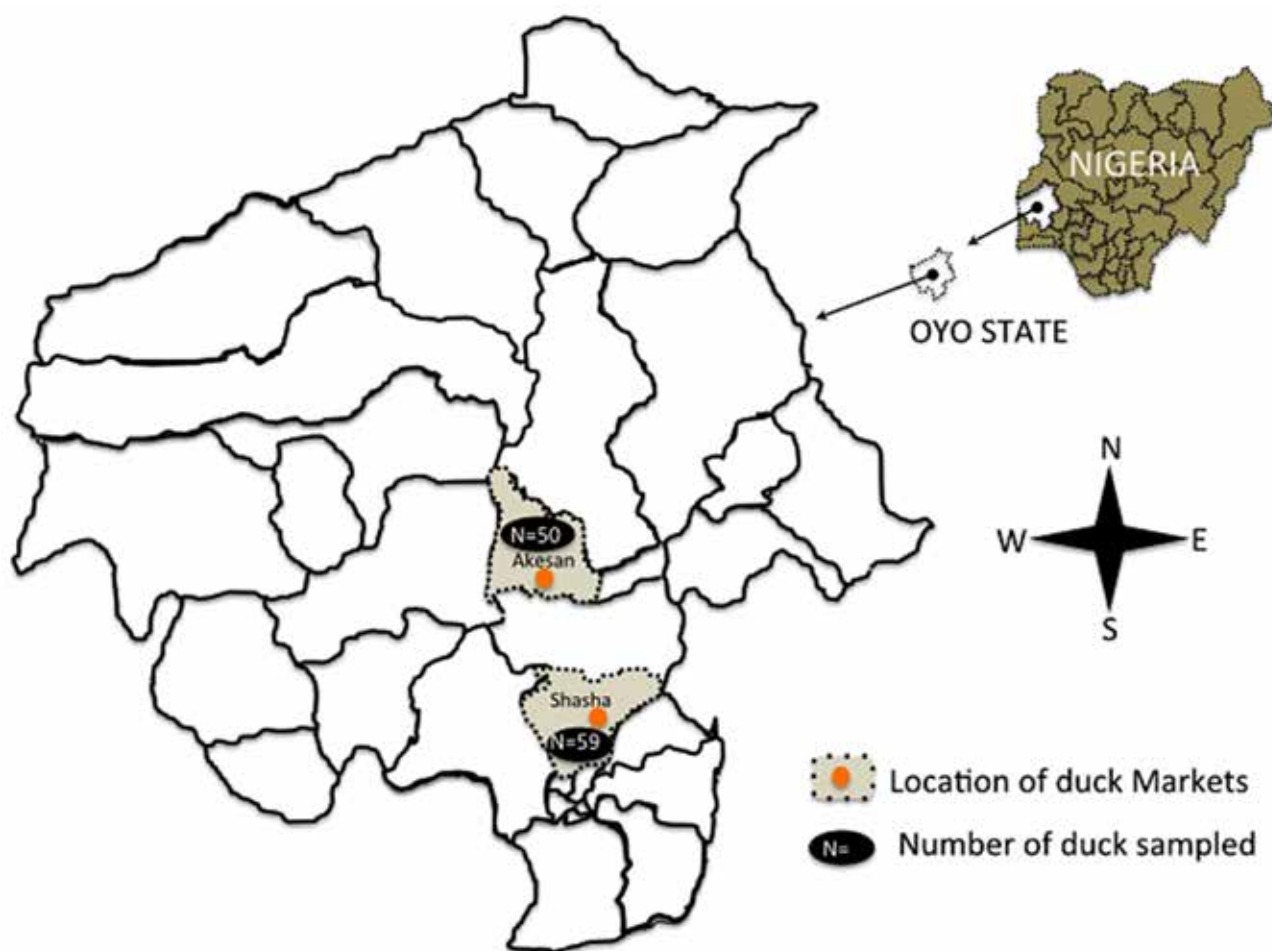 NIGERIA
OYO STATE
N
W
E
S
N=50
Akesan
Shasha
N=59
Location of duck Markets
N=
Number of duck sampled